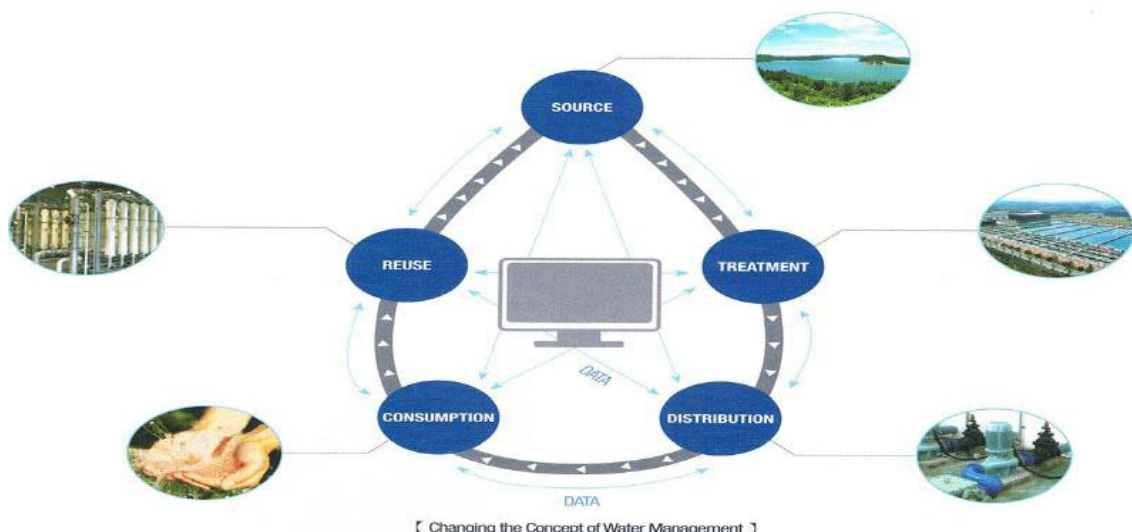 SOURCE
REUSE
TREATMENT
DATA
CONSUMPTION
DISTRIBUTION
DATA
【 Changing the Concept of Water Management 】